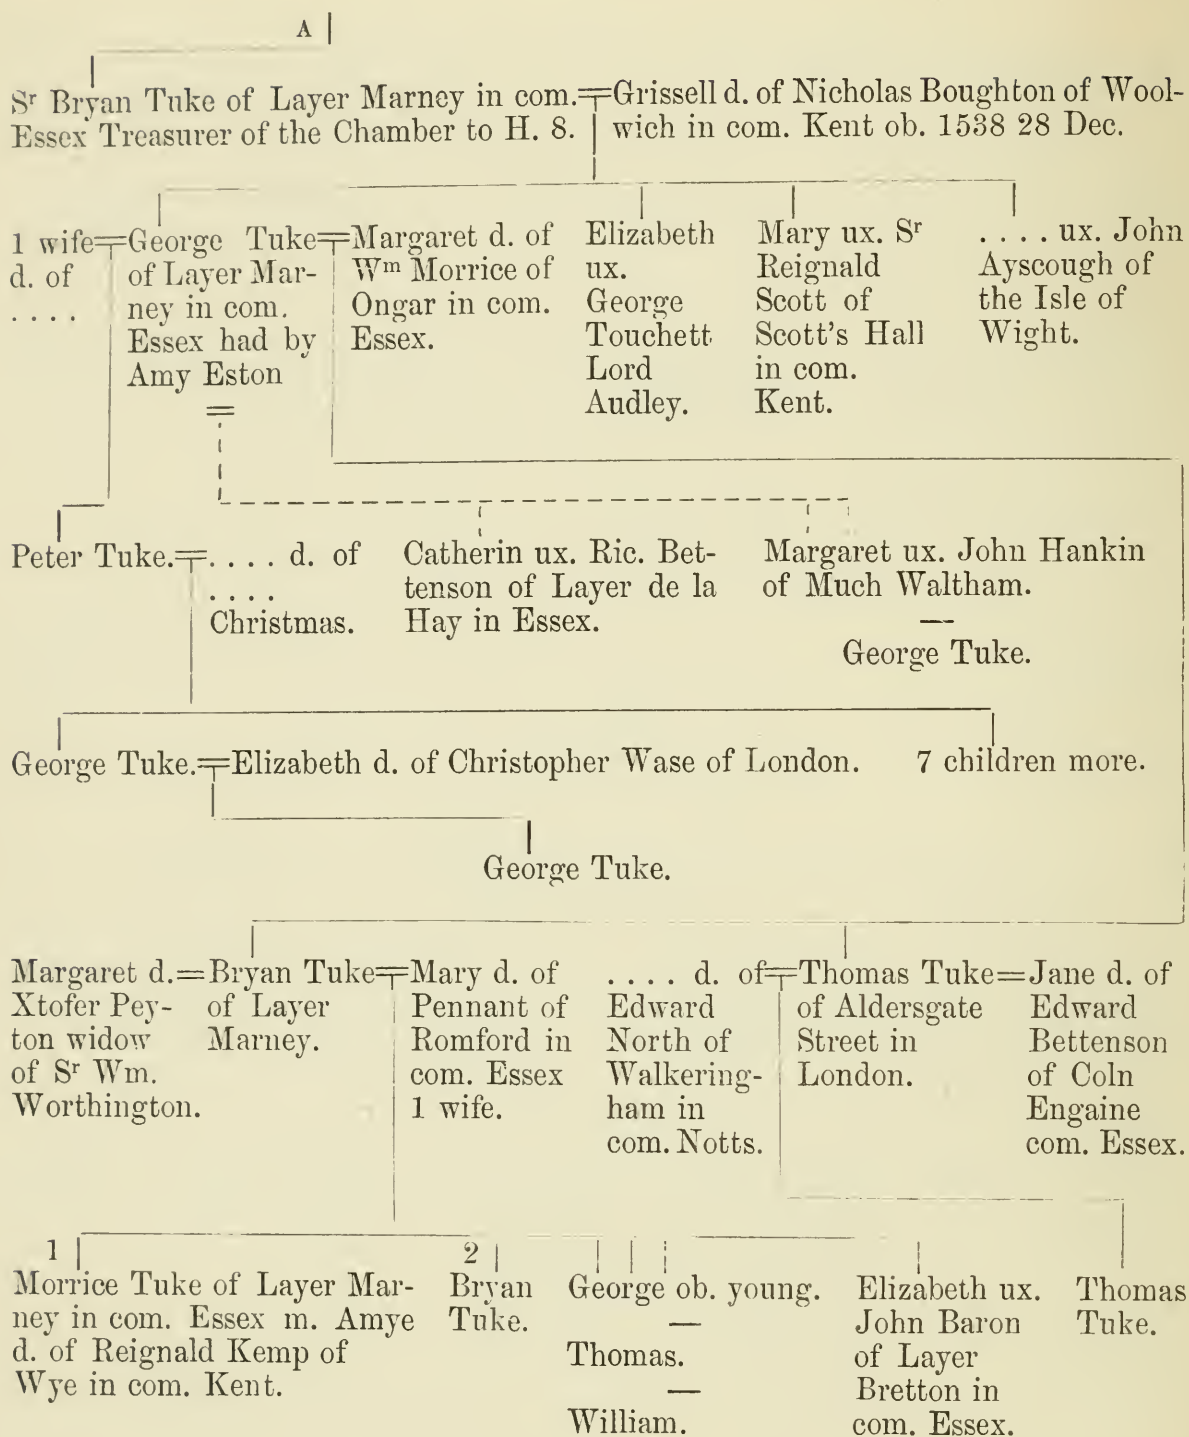 A
Sr Bryan Tuke of Layer Marney in com.
Essex Treasurer of the Chamber to H. 8.
Grissell d. of Nicholas Boughton of Wool-
wich in com. Kent ob. 1538 28 Dec.
1 wife
d. of
. . . .
George Tuke
of Layer Mar-
ney in com.
Essex had by
Amy Eston
Margaret d. of
Wm Morrice of
Ongar in com.
Essex.
Elizabeth
ux.
George
Touchett
Lord
Audley.
Mary ux. Sr
Reignald
Scott of
Scott's Hall
in com.
Kent.
. . . . ux. John
Ayscough of
the Isle of
Wight.
Peter Tuke.
. . . . d. of
. . . .
Christmas.
Catherin ux. Ric. Bet-
tenson of Layer de la
Hay in Essex.
Margaret ux. John Hankin
of Much Waltham.
—
George Tuke.
George Tuke.
Elizabeth d. of Christopher Wase of London.
7 children more.
George Tuke.
Margaret d.
Xtofer Pey-
ton widow
of Sr Wm.
Worthington.
Bryan Tuke
of Layer
Marney.
Mary d. of
Pennant of
Romford in
com. Essex
1 wife.
. . . . d. of
Edward
North of
Walkering-
ham in
com. Notts.
Thomas Tuke
of Aldersgate
Street in
London.
Jane d. of
Edward
Bettenson
of Coln
Engaine
com. Essex.
1
Morrice Tuke of Layer Mar-
ney in com. Essex m. Amye
d. of Reignald Kemp of
Wye in com. Kent.
2
Bryan
Tuke.
George ob. young.
—
Thomas.
—
William.
Elizabeth ux.
John Baron
of Layer
Bretton in
com. Essex.
Thomas
Tuke.